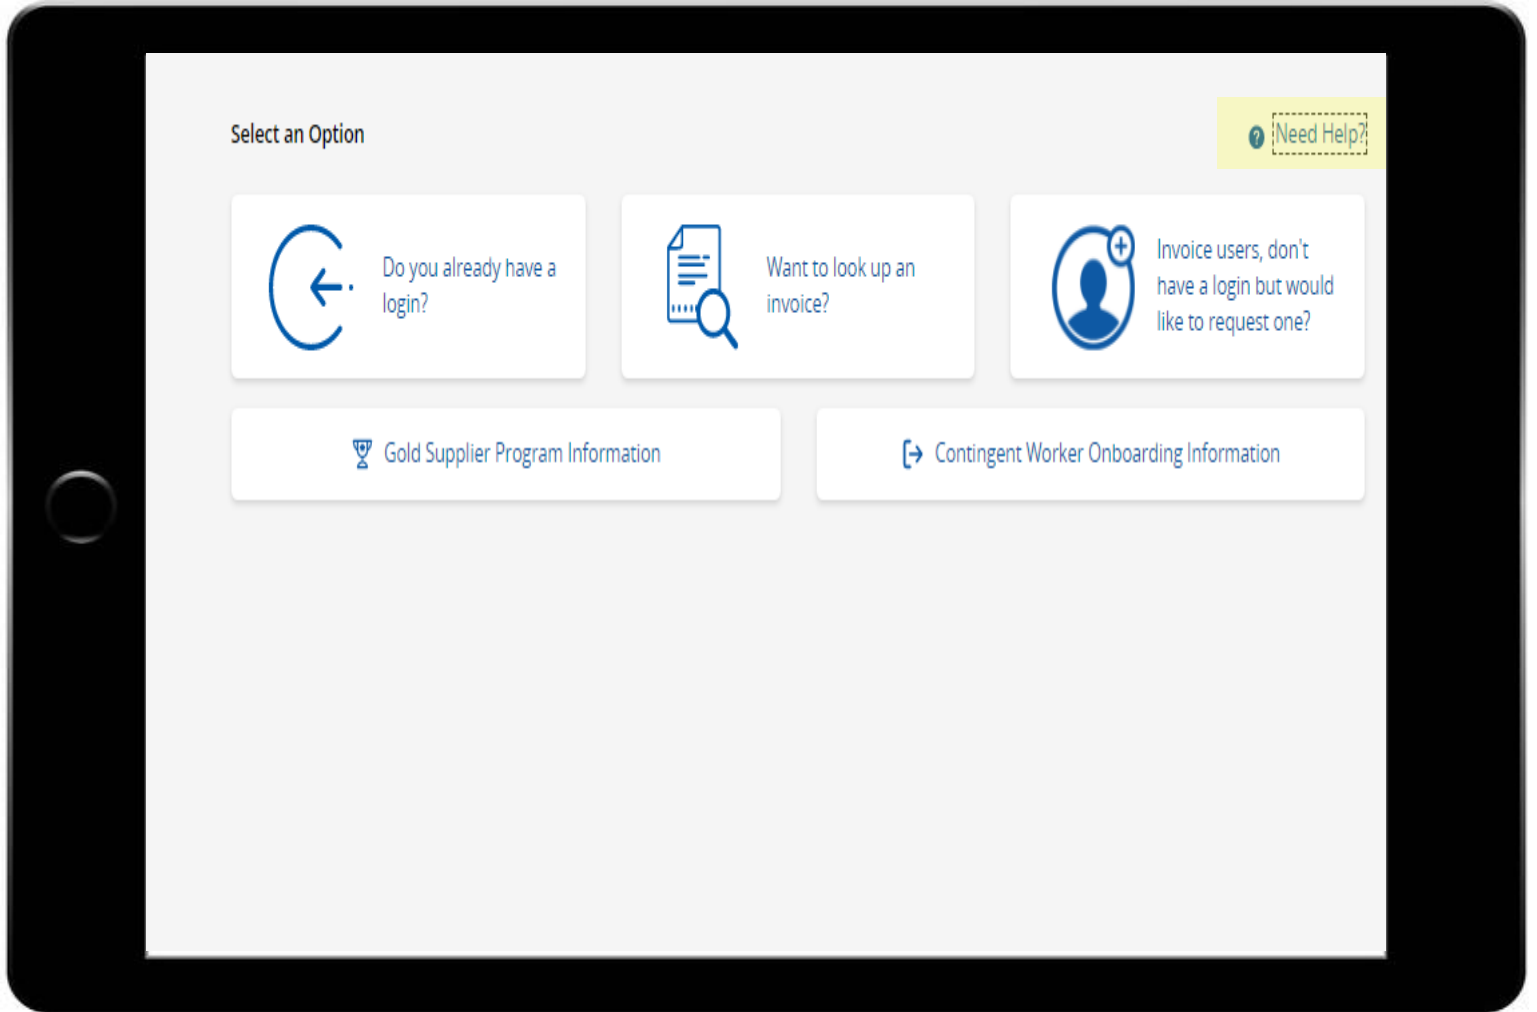 Select an Option
Need Help?
Do you already have a
login?
Want to look up an
invoice?
Invoice users, don't
have a login but would
like to request one?
Gold Supplier Program Information
Contingent Worker Onboarding Information